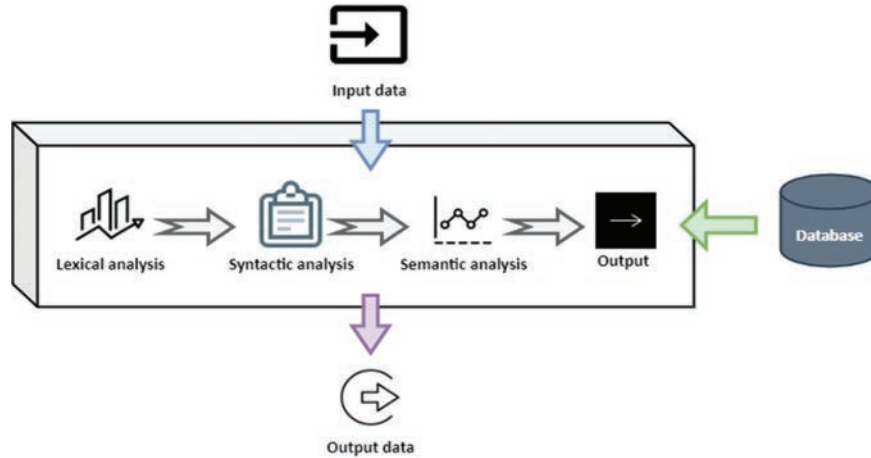 Input data
Lexical analysis
Syntactic analysis
Semantic analysis
Output
Database
Output data